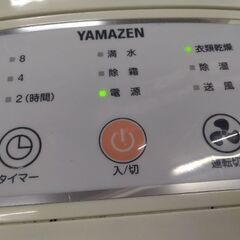 YAMAZEN
8
4
2(時間)
満水
除霜
電源
衣類乾燥
除湿
送風
タイマー
入/切
運転切